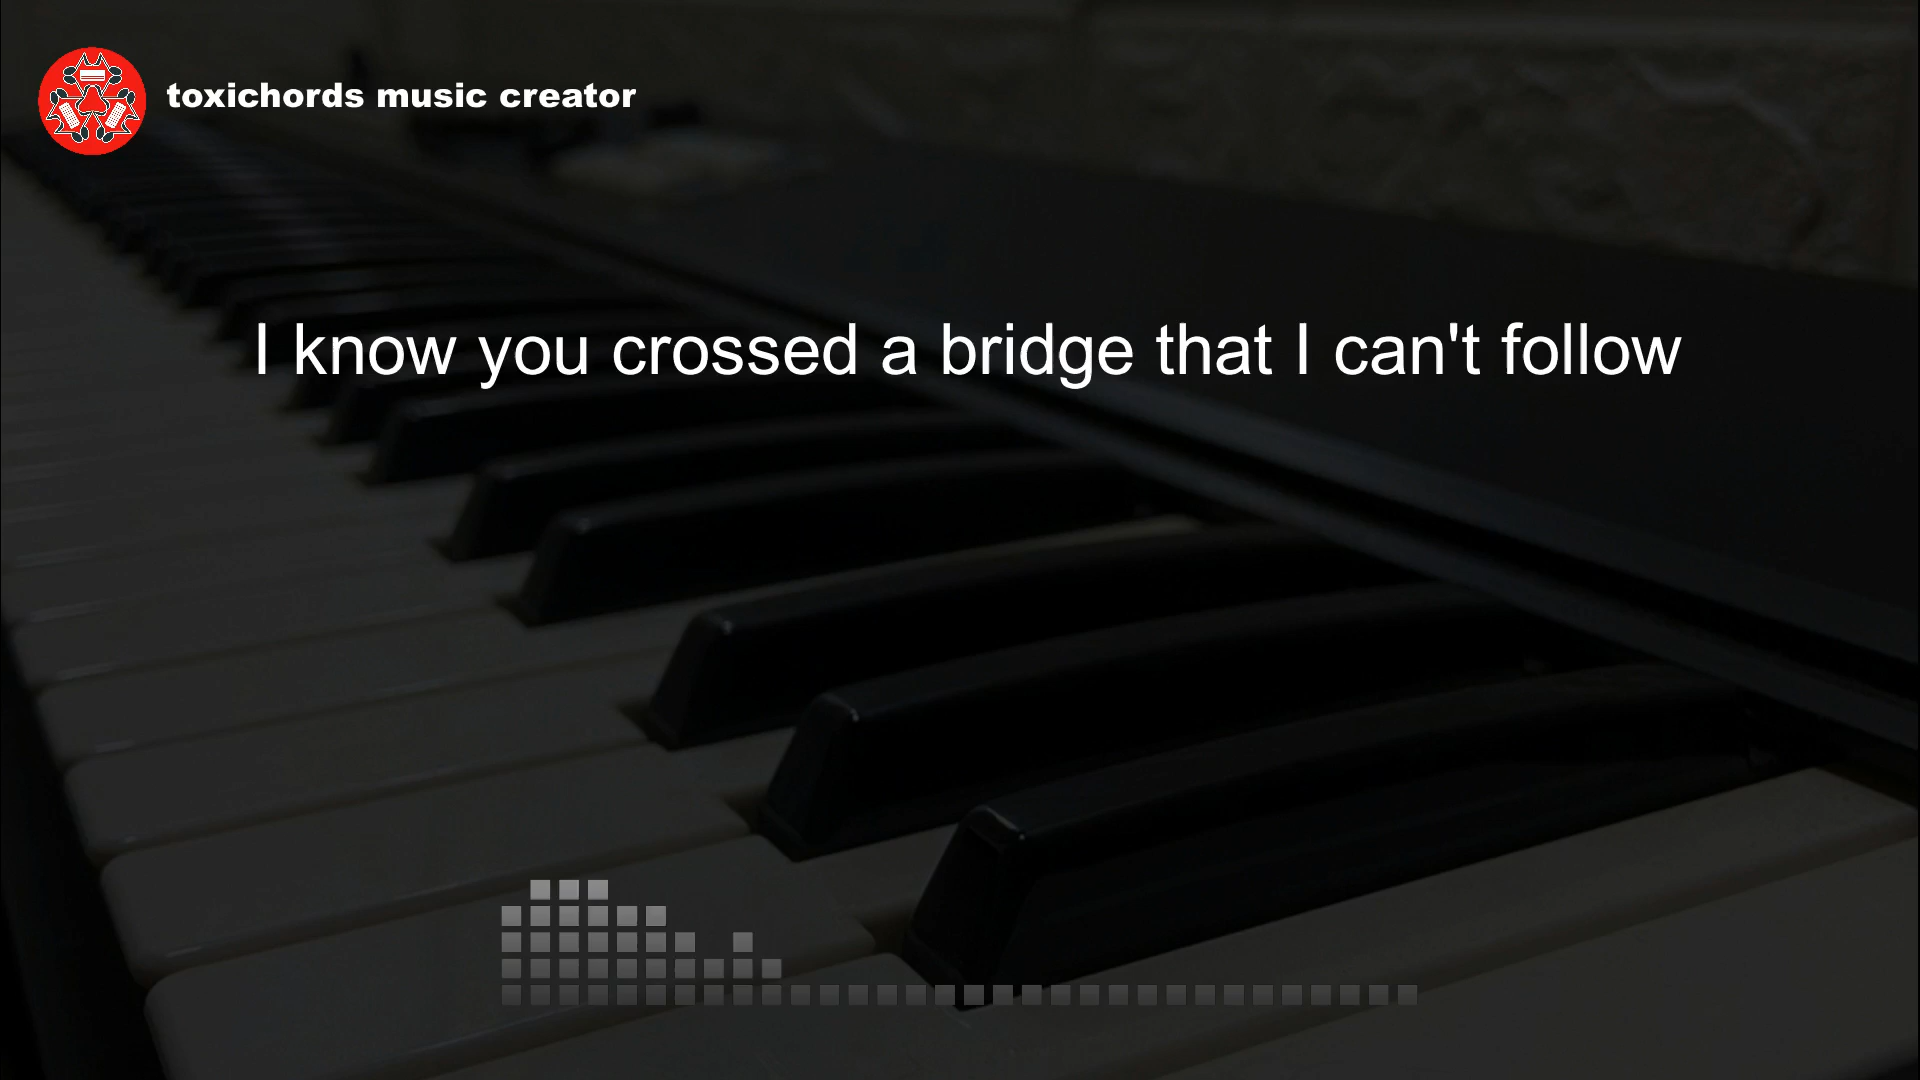 toxichords music creator
I know you crossed a bridge that I can't follow